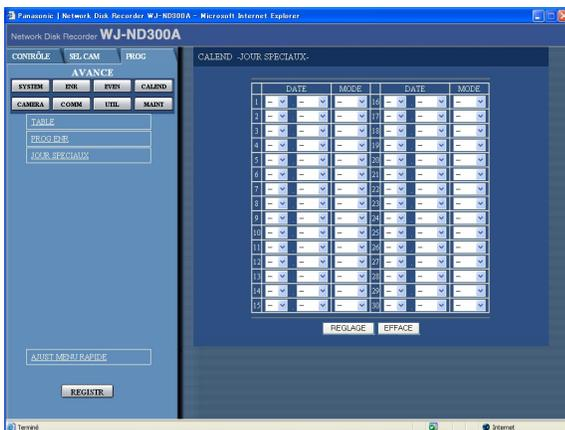 Panasonic | Network Disk Recorder WJ-ND300A - Microsoft Internet Explorer
Network Disk Recorder WJ-ND300A
CONTRÔLE SEL CAM PROG
CALEND -JOUR SPECIAUX-
AVANCE
SYSTEM ENR EVEN CALEND
CAMERA COMM UTIL MAINT
TABLE
PROG ENR
JOUR SPECIAUX
DATE MODE DATE MODE
1 - - - 16 - - -
2 - - - 17 - - -
3 - - - 18 - - -
4 - - - 19 - - -
5 - - - 20 - - -
6 - - - 21 - - -
7 - - - 22 - - -
8 - - - 23 - - -
9 - - - 24 - - -
10 - - - 25 - - -
11 - - - 26 - - -
12 - - - 27 - - -
13 - - - 28 - - -
14 - - - 29 - - -
15 - - - 30 - - -
REGLAGE EFFACE
AJUST MENU RAPIDE
REGISTR
Terminé Internet